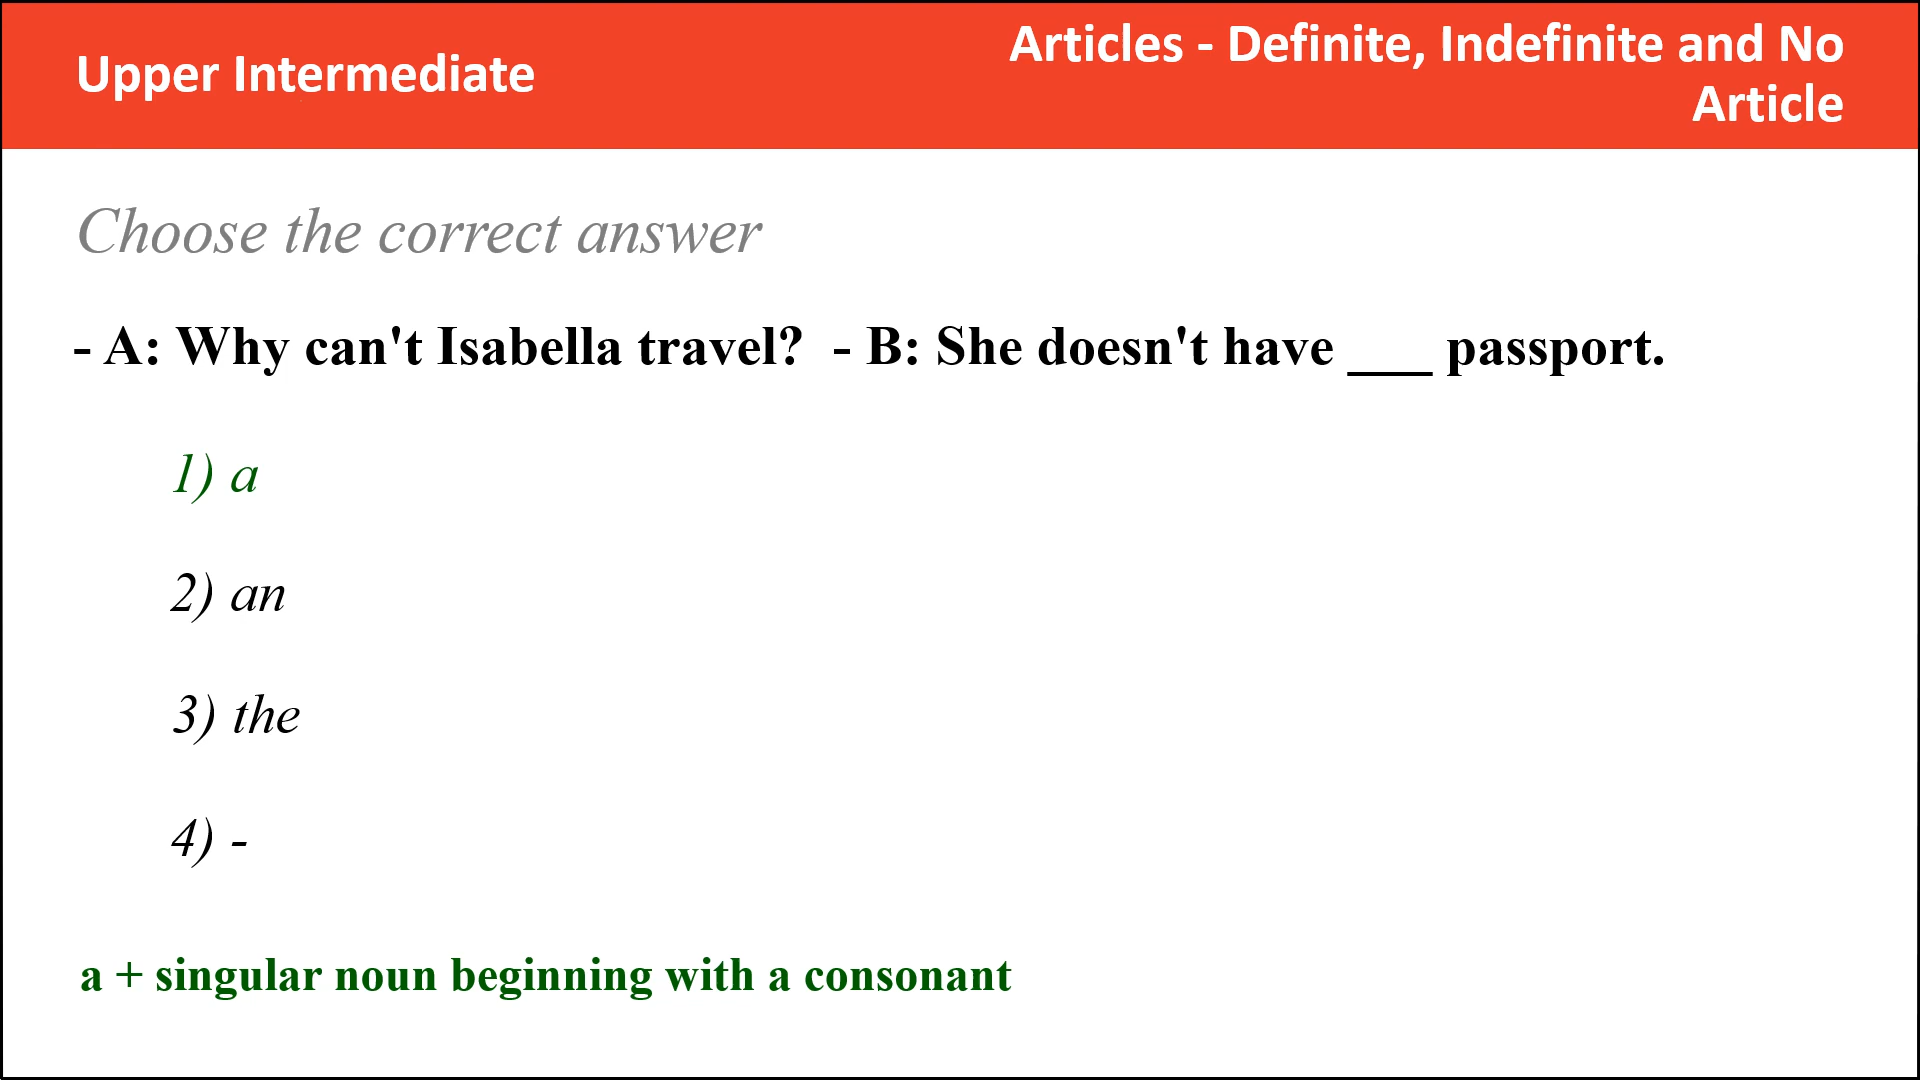 Upper Intermediate
Articles - Definite, Indefinite and No
Article
Choose the correct answer
- A: Why can't Isabella travel?  - B: She doesn't have ___ passport.
1) a
2) an
3) the
4) -
a + singular noun beginning with a consonant